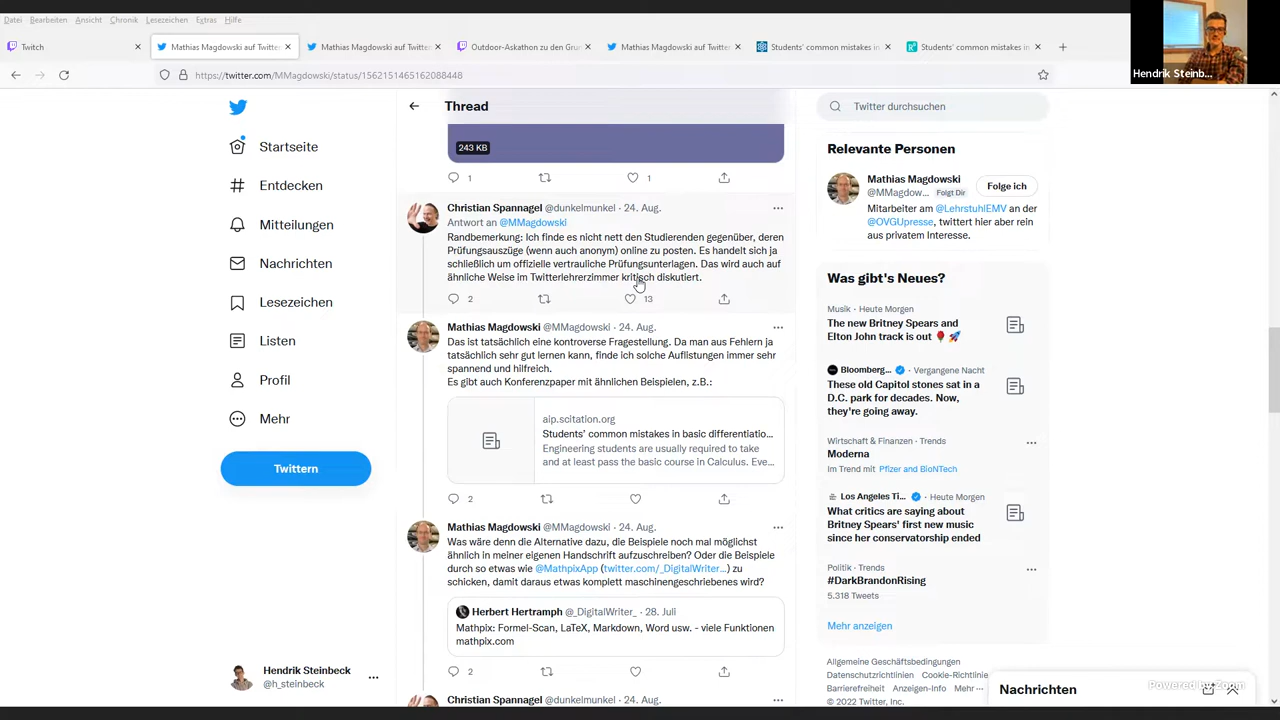 Datei Bearbeiten Ansicht Chronik Lesezeichen Extras Hilfe
Twitch
Mathias Magdowski auf Twitte
Mathias Magdowski auf Twitter
Outdoor-Askathon zu den Gru
Mathias Magdowski auf Twitter
Students' common mistakes in
Students' common mistakes in
Hendrik Steinb...
https://twitter.com/MMagdowski/status/1562151465162088448
Startseite
Entdecken
Mitteilungen
Nachrichten
Lesezeichen
Listen
Profil
Mehr
Twittern
Hendrik Steinbeck
@h_steinbeck
Thread
243 KB
1
1
Christian Spannagel @dunkelmunkel · 24. Aug.
Antwort an @MMagdowski
Randbemerkung: Ich finde es nicht nett den Studierenden gegenüber, deren
Prüfungsauszüge (wenn auch anonym) online zu posten. Es handelt sich ja
schließlich um offizielle vertrauliche Prüfungsunterlagen. Das wird auch auf
ähnliche Weise im Twitterlehrerzimmer kritisch diskutiert.
2
13
Mathias Magdowski @MMagdowski · 24. Aug.
Das ist tatsächlich eine kontroverse Fragestellung. Da man aus Fehlern ja
tatsächlich sehr gut lernen kann, finde ich solche Auflistungen immer sehr
spannend und hilfreich.
Es gibt auch Konferenzpaper mit ähnlichen Beispielen, z.B.:
aip.scitation.org
Students' common mistakes in basic differentiatio...
Engineering students are usually required to take
and at least pass the basic course in Calculus. Eve...
2
Mathias Magdowski @MMagdowski · 24. Aug.
Was wäre denn die Alternative dazu, die Beispiele noch mal möglichst
ähnlich in meiner eigenen Handschrift aufzuschreiben? Oder die Beispiele
durch so etwas wie @MathpixApp (twitter.com/_DigitalWriter...) zu
schicken, damit daraus etwas komplett maschinengeschriebenes wird?
Herbert Hertramph @_DigitalWriter_ · 28. Juli
Mathpix: Formel-Scan, LaTeX, Markdown, Word usw. - viele Funktionen
mathpix.com
2
Christian Spannagel @dunkelmunkel · 24. Aug.
Twitter durchsuchen
Relevante Personen
Mathias Magdowski
@MMagdow... Folgt Dir
Folge ich
Mitarbeiter am @LehrstuhlEMV an der
@OVGUpresse, twittert hier aber rein
aus privatem Interesse.
Was gibt's Neues?
Musik · Heute Morgen
The new Britney Spears and
Elton John track is out 🌹🚀
Bloomberg... · Vergangene Nacht
These old Capitol stones sat in a
D.C. park for decades. Now,
they're going away.
Wirtschaft & Finanzen · Trends
Moderna
Im Trend mit Pfizer and BioNTech
Los Angeles Ti... · Heute Morgen
What critics are saying about
Britney Spears' first new music
since her conservatorship ended
Politik · Trends
#DarkBrandonRising
5.318 Tweets
Mehr anzeigen
Allgemeine Geschäftsbedingungen
Datenschutzrichtlinien Cookie-Richtlinie
Barrierefreiheit Anzeigen-Info Mehr ···
© 2022 Twitter, Inc.
Nachrichten
Powered by Zoom